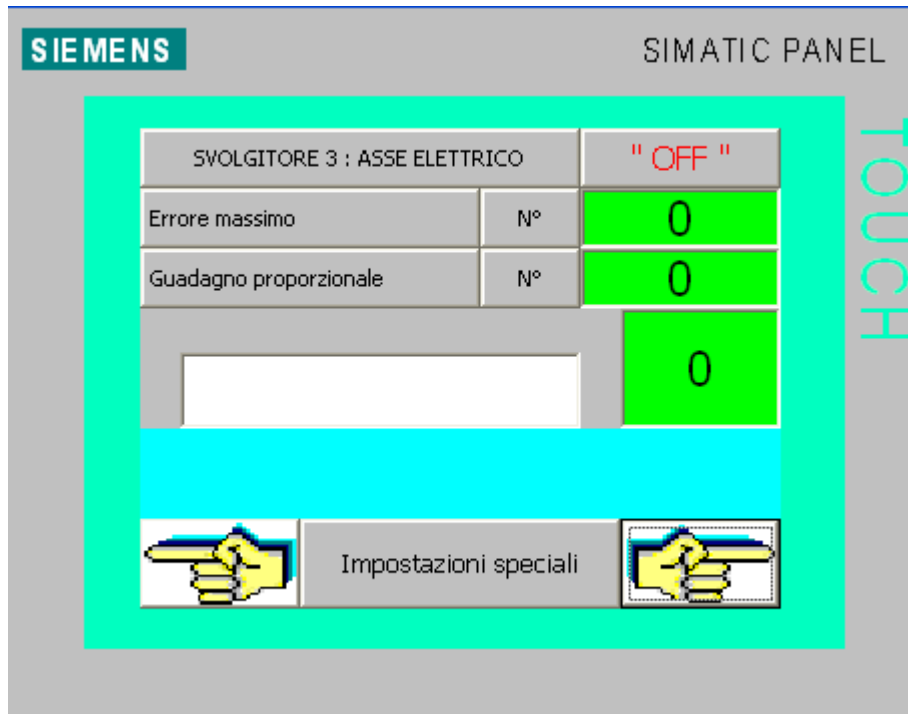 SIEMENS
SIMATIC PANEL
TOUCH
SVOLGITORE 3 : ASSE ELETTRICO " OFF "
Errore massimo N° 0
Guadagno proporzionale N° 0
0
Impostazioni speciali